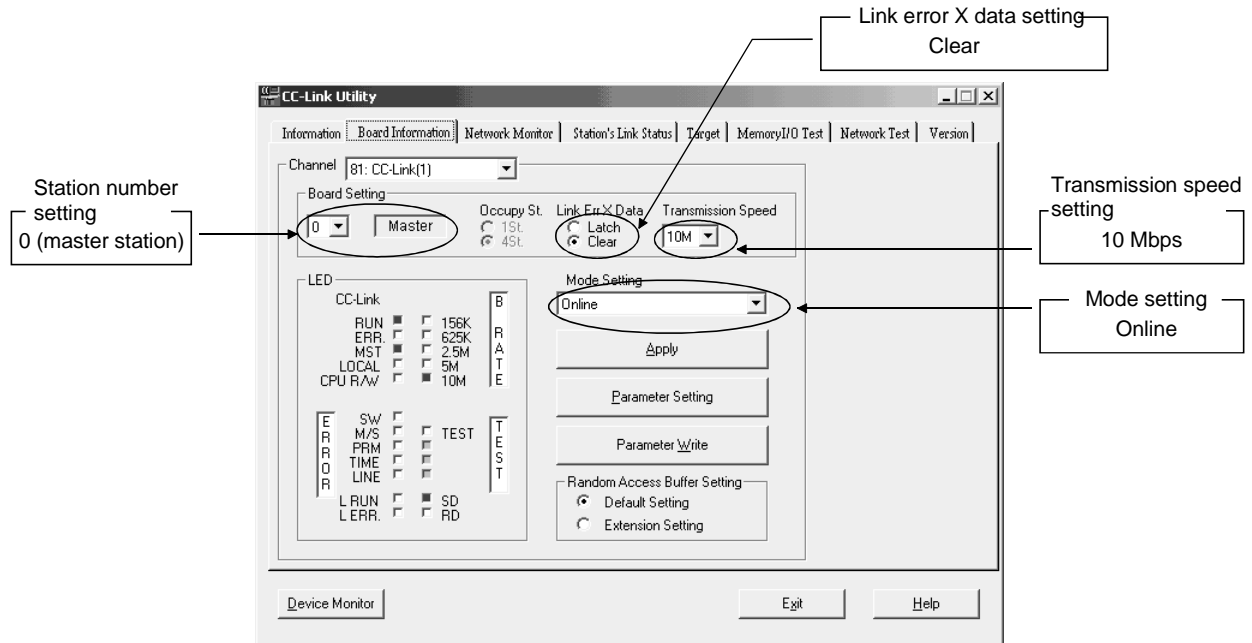 Link error X data setting
Clear
CC-Link Utility
Information Board Information Network Monitor Station's Link Status Target MemoryI/O Test Network Test Version
Channel 81: CC-Link(1)
Station number
setting
0 (master station)
Board Setting
0 Master
Occupy St.
1St.
4St.
Link Err.X Data
Latch
Clear
Transmission Speed
10M
Transmission speed
setting
10 Mbps
LED
CC-Link
RUN
ERR.
MST
LOCAL
CPU R/W
156K
625K
2.5M
5M
10M
B RATE
SW
M/S
PRM
TIME
LINE
ERROR
TEST
TEST
L RUN
L ERR.
SD
RD
Mode Setting
Online
Mode setting
Online
Apply
Parameter Setting
Parameter Write
Random Access Buffer Setting
Default Setting
Extension Setting
Device Monitor
Exit
Help